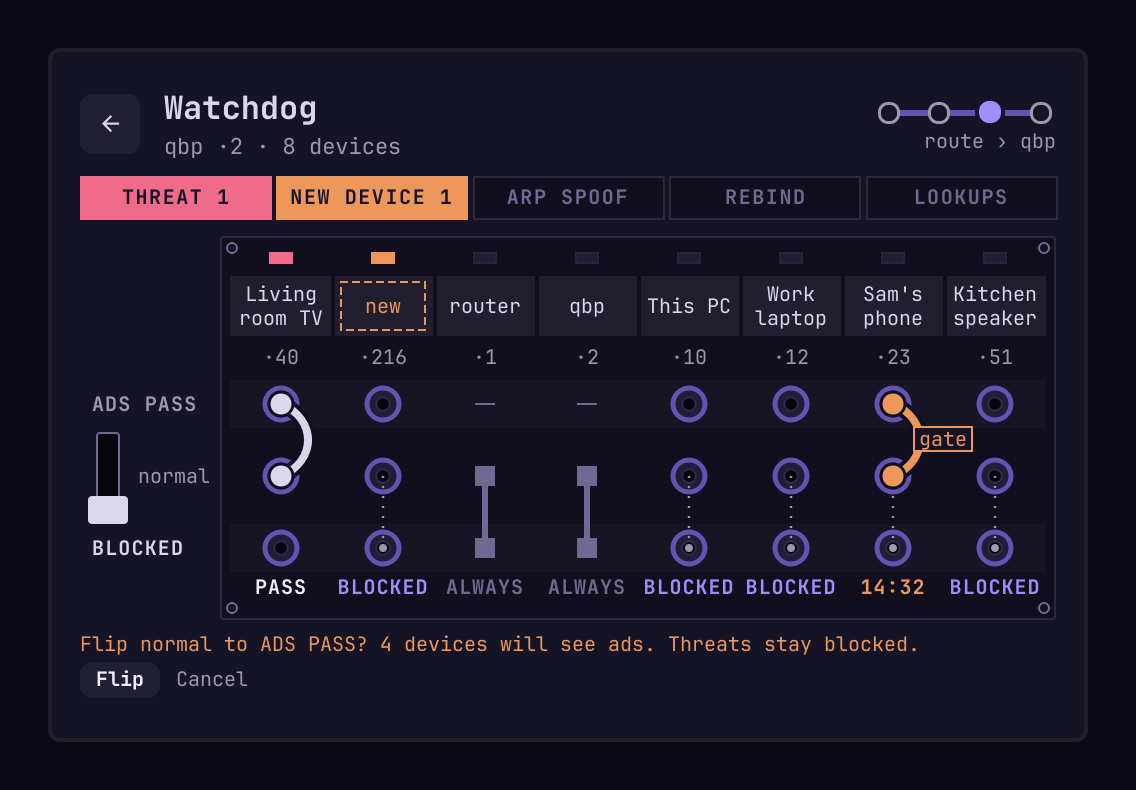 Watchdog
qbp ·2 · 8 devices
route › qbp
THREAT 1
NEW DEVICE 1
ARP SPOOF
REBIND
LOOKUPS
Living room TV
new
router
qbp
This PC
Work laptop
Sam's phone
Kitchen speaker
·40
·216
·1
·2
·10
·12
·23
·51
ADS PASS
gate
normal
BLOCKED
PASS
BLOCKED
ALWAYS
ALWAYS
BLOCKED
BLOCKED
14:32
BLOCKED
Flip normal to ADS PASS? 4 devices will see ads. Threats stay blocked.
Flip
Cancel